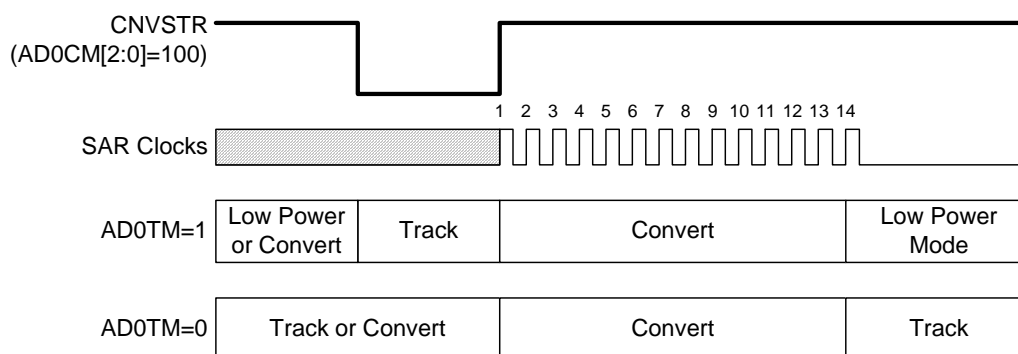 CNVSTR
(AD0CM[2:0]=100)
1 2 3 4 5 6 7 8 9 10 11 12 13 14
SAR Clocks
AD0TM=1
Low Power
or Convert
Track
Convert
Low Power
Mode
AD0TM=0
Track or Convert
Convert
Track